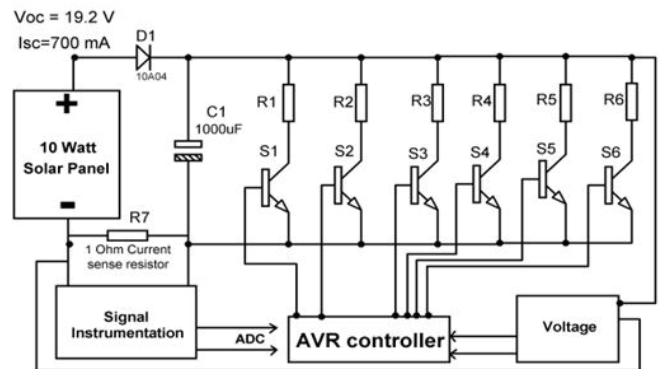 Voc = 19.2 V
Isc=700 mA
D1
10A04
+
10 Watt
Solar Panel
-
C1
1000uF
R1
R2
R3
R4
R5
R6
S1
S2
S3
S4
S5
S6
R7
1 Ohm Current
sense resistor
Signal
Instrumentation
ADC
AVR controller
Voltage